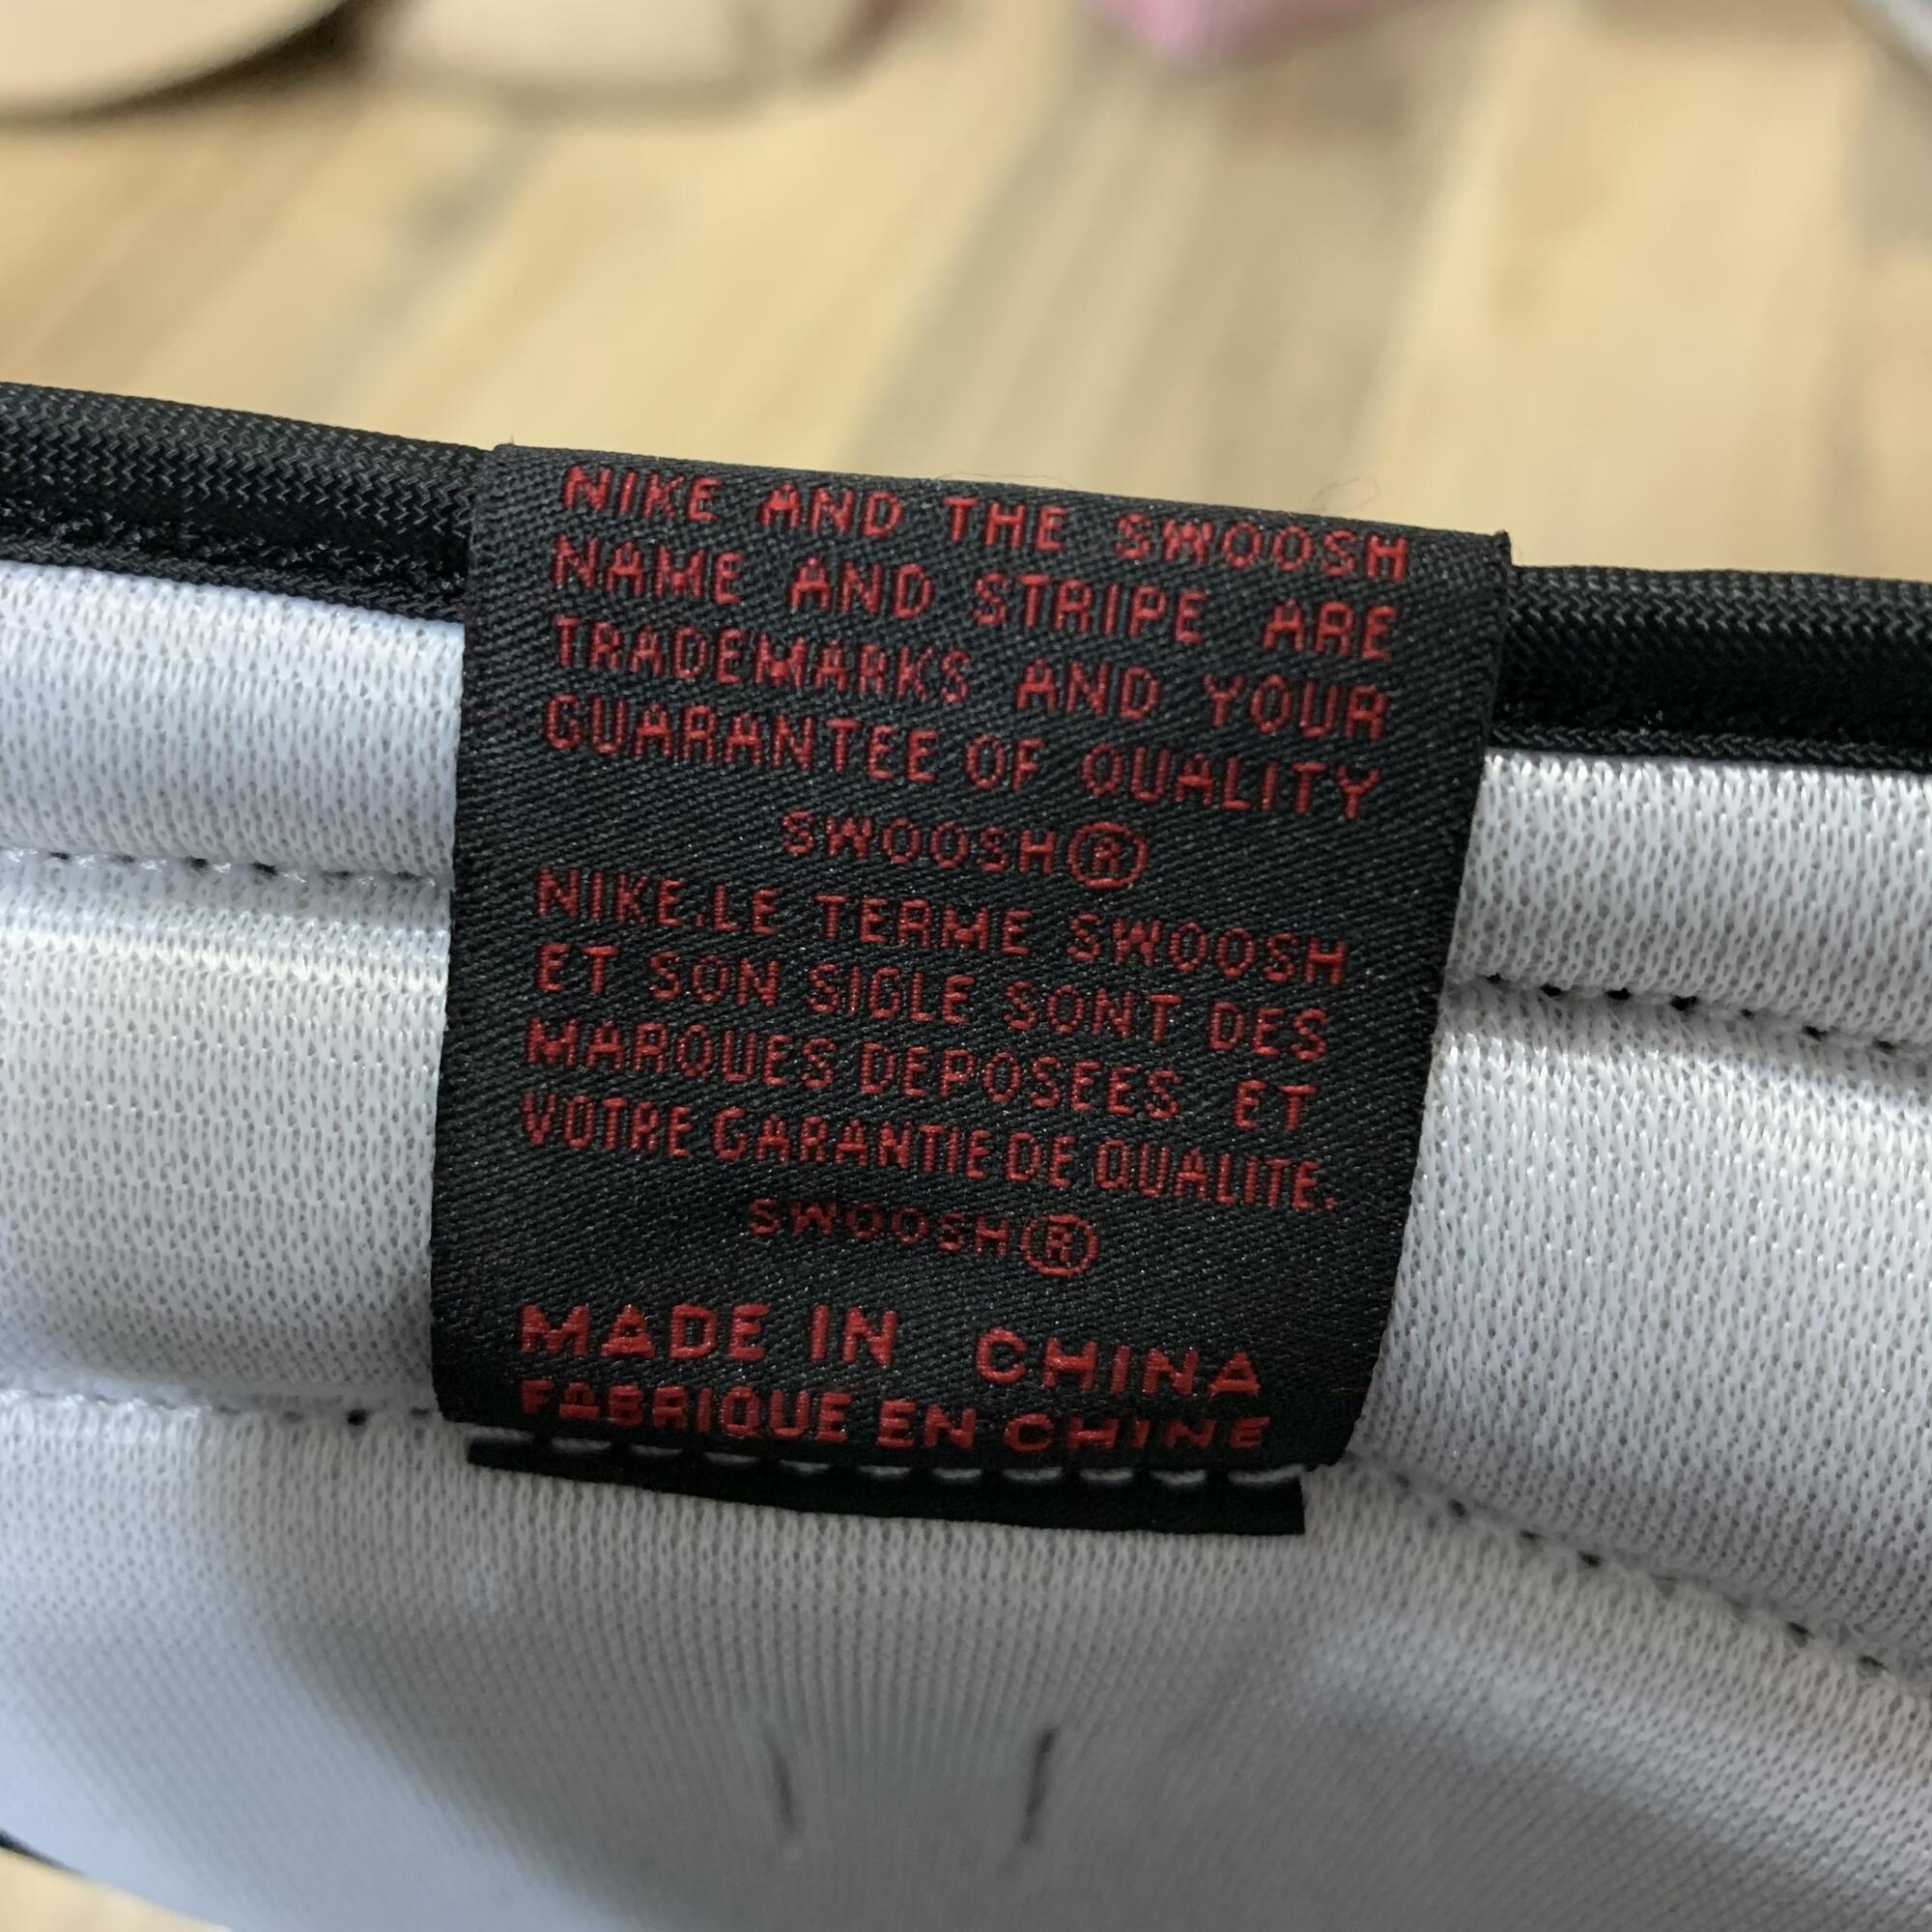 NIKE AND THE SWOOSH
NAME AND STRIPE ARE
TRADEMARKS AND YOUR
GUARANTEE OF QUALITY
SWOOSH®
NIKE.LE TERME SWOOSH
ET SON SIGLE SONT DES
MARQUES DEPOSEES ET
VOTRE GARANTIE DE QUALITE.
SWOOSH®
MADE IN CHINA
FABRIQUE EN CHINE